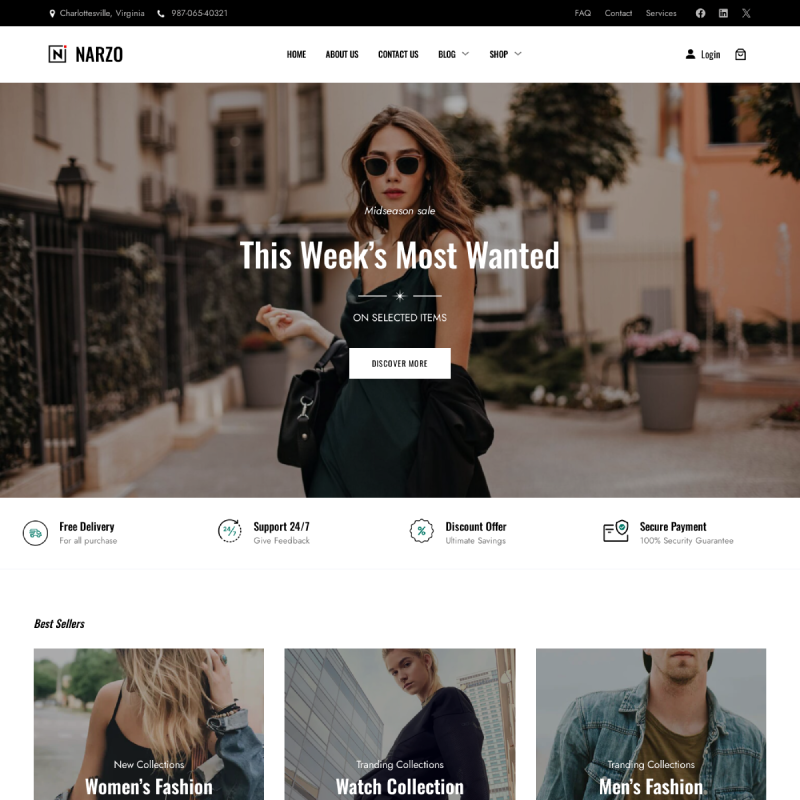 Charlottesville, Virginia 987-065-40321 FAQ Contact Services
N NARZO HOME ABOUT US CONTACT US BLOG SHOP Login
Midseason sale
This Week's Most Wanted
ON SELECTED ITEMS
DISCOVER MORE
Free Delivery
For all purchase
24/7
Support 24/7
Give Feedback
%
Discount Offer
Ultimate Savings
Secure Payment
100% Security Guarantee
Best Sellers
New Collections
Women's Fashion
Tranding Collections
Watch Collection
Tranding Collections
Men's Fashion